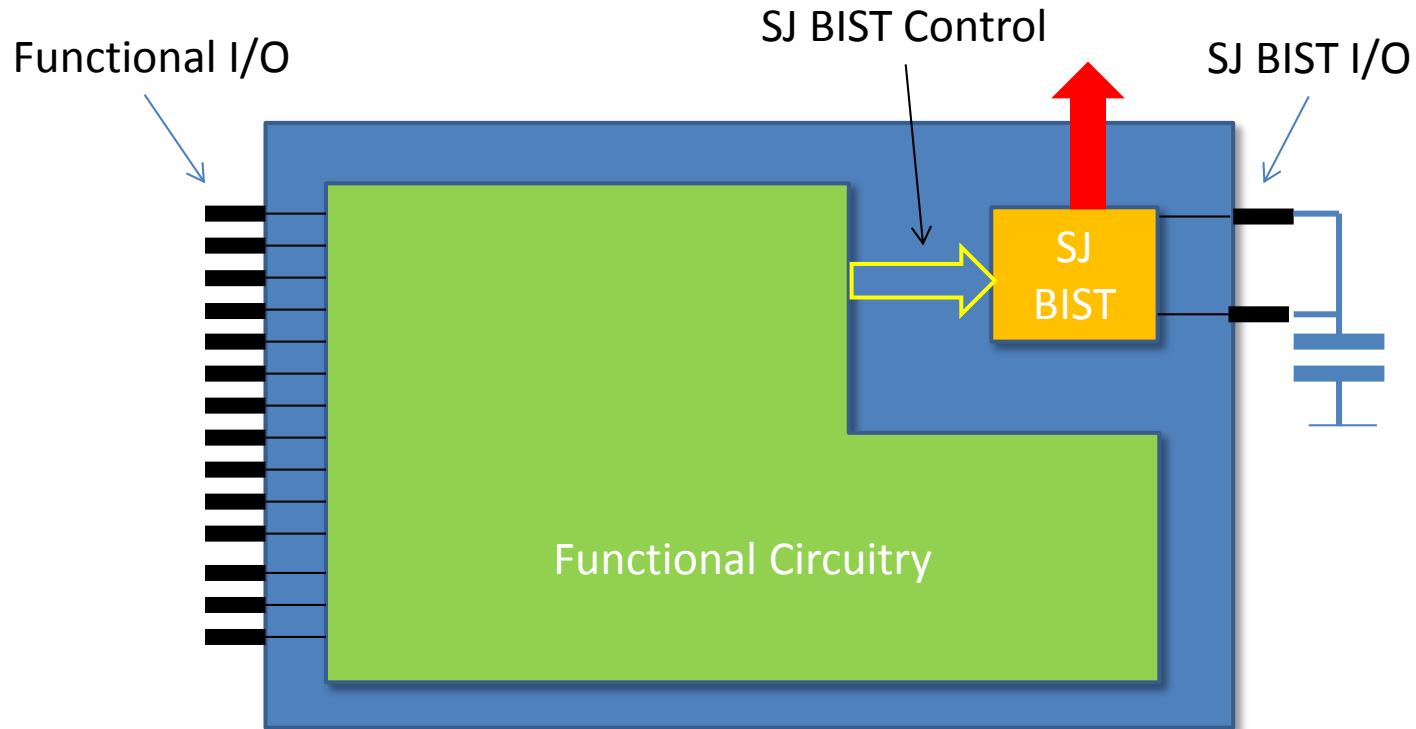 SJ BIST Control
Functional I/O
SJ BIST I/O
SJ
BIST
Functional Circuitry